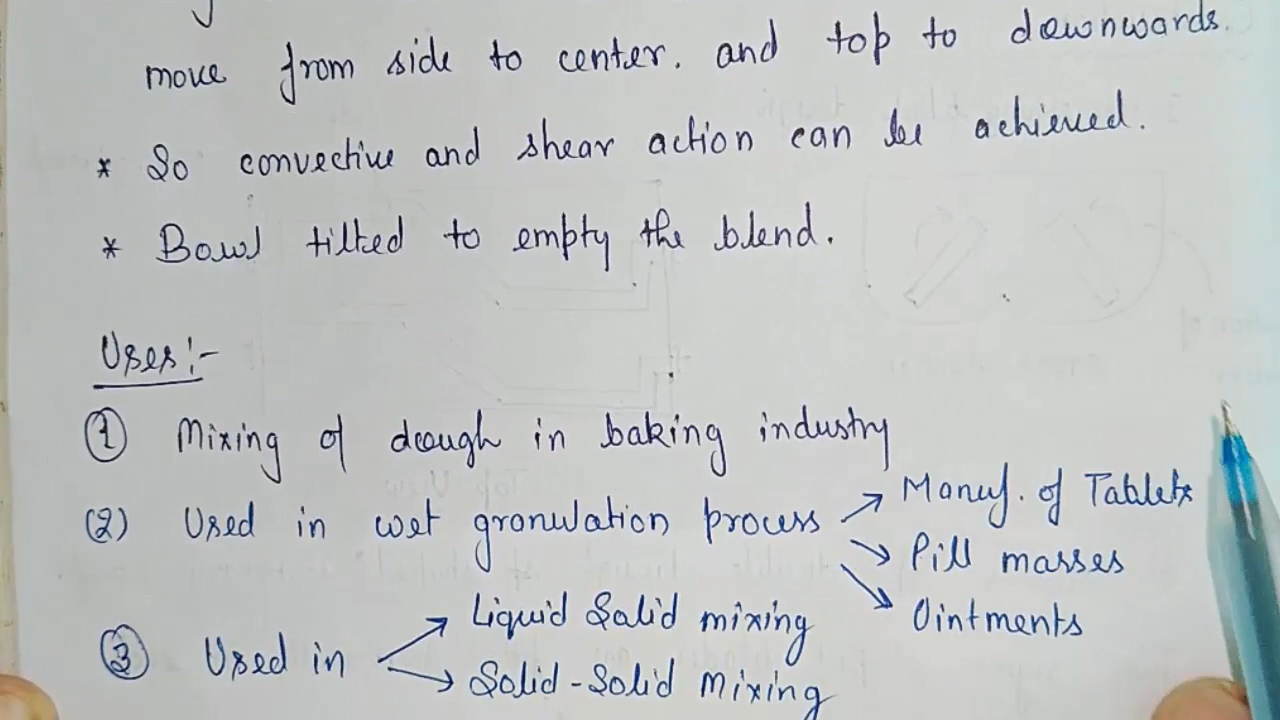 move from side to center. and top to downwards.
* So convective and shear action can be achieved.
* Bowl tilted to empty the blend.
Uses:-
① Mixing of dough in baking industry
(2) Used in wet granulation process → Manuf. of Tablets
→ Pill masses
→ Ointments
③ Used in → Liquid Solid mixing
→ Solid-Solid Mixing